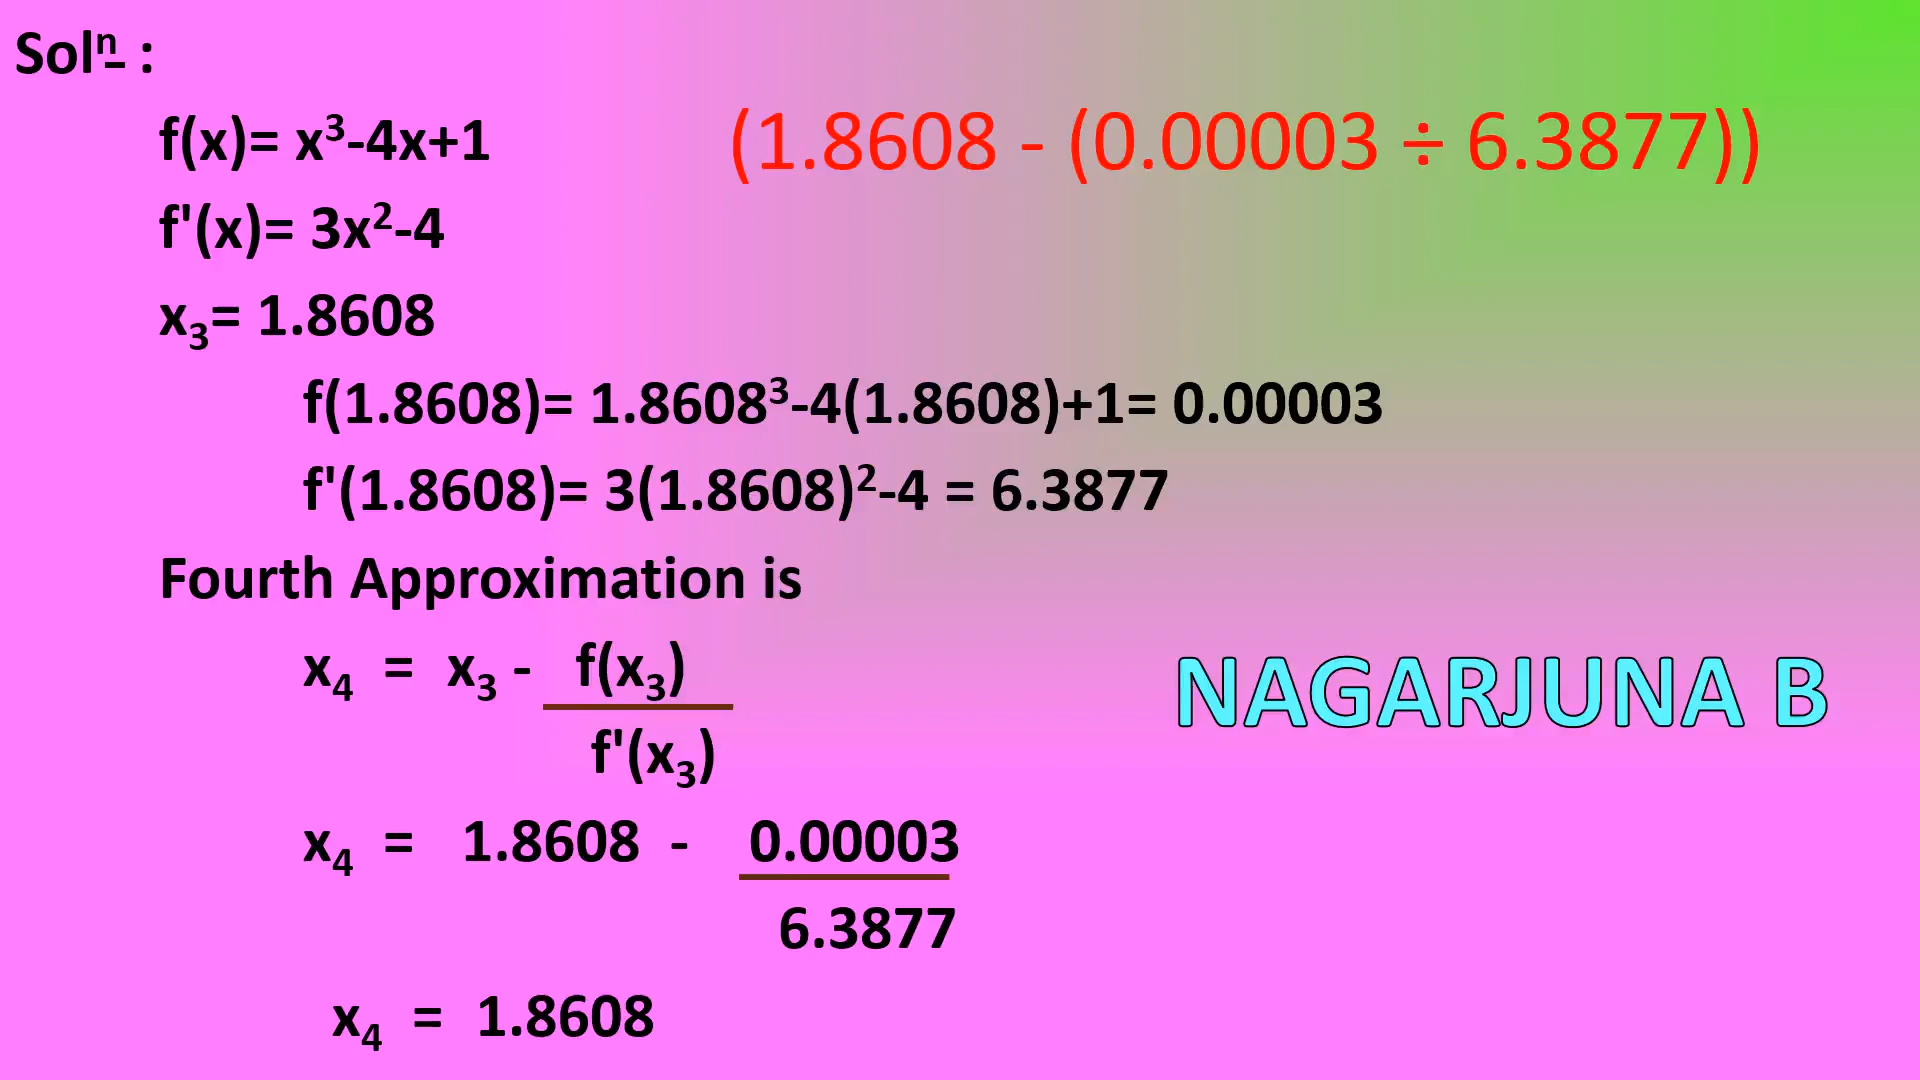 Solⁿ :
f(x)= x³-4x+1
(1.8608 - (0.00003 ÷ 6.3877))
f'(x)= 3x²-4
x₃= 1.8608
f(1.8608)= 1.8608³-4(1.8608)+1= 0.00003
f'(1.8608)= 3(1.8608)²-4 = 6.3877
Fourth Approximation is
x₄ = x₃ - f(x₃)
f'(x₃)
NAGARJUNA B
x₄ = 1.8608 - 0.00003
6.3877
x₄ = 1.8608